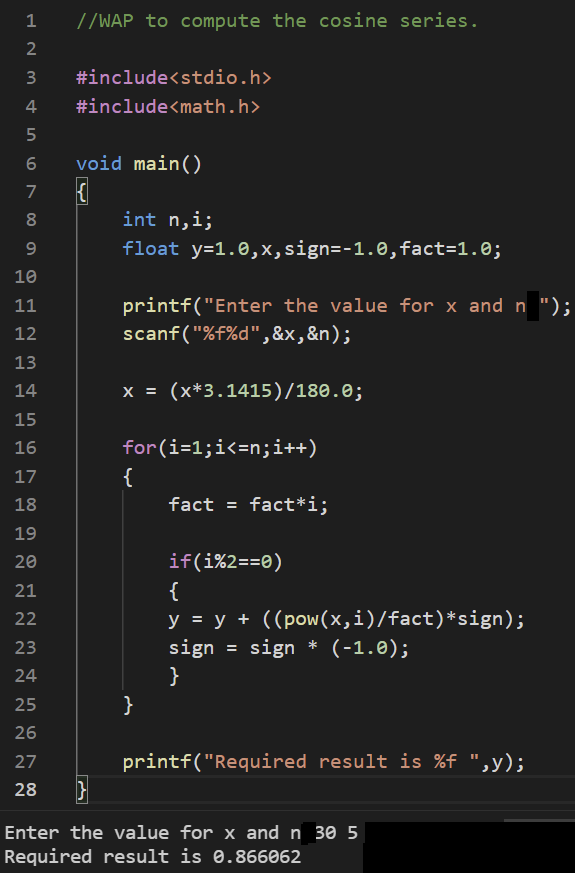 1 //WAP to compute the cosine series.
2
3 #include<stdio.h>
4 #include<math.h>
5
6 void main()
7 {
8     int n,i;
9     float y=1.0,x,sign=-1.0,fact=1.0;
10
11     printf("Enter the value for x and n ");
12     scanf("%f%d",&x,&n);
13
14     x = (x*3.1415)/180.0;
15
16     for(i=1;i<=n;i++)
17     {
18         fact = fact*i;
19
20         if(i%2==0)
21         {
22         y = y + ((pow(x,i)/fact)*sign);
23         sign = sign * (-1.0);
24         }
25     }
26
27     printf("Required result is %f ",y);
28 }
Enter the value for x and n 30 5
Required result is 0.866062